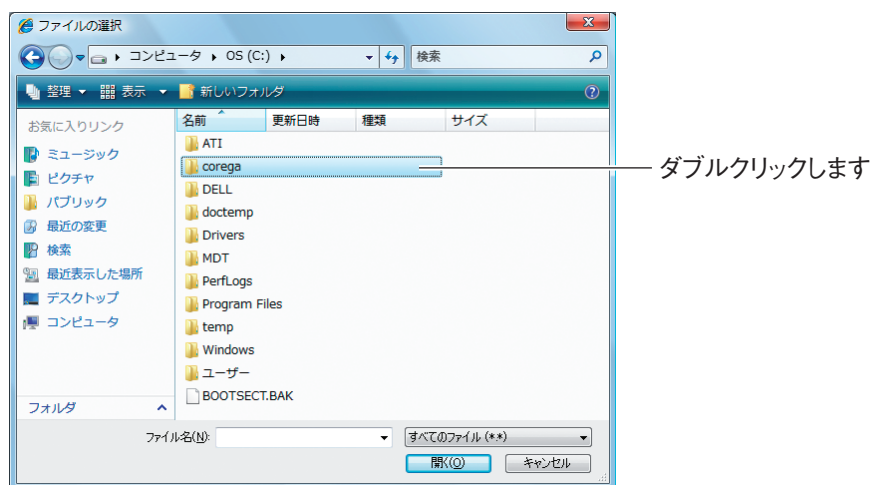 ファイルの選択
コンピュータ OS (C:) 検索
整理 表示 新しいフォルダ
お気に入りリンク
ミュージック
ピクチャ
パブリック
最近の変更
検索
最近表示した場所
デスクトップ
コンピュータ
フォルダ
名前 更新日時 種類 サイズ
ATI
corega
DELL
doctemp
Drivers
MDT
PerfLogs
Program Files
temp
Windows
ユーザー
BOOTSECT.BAK
ダブルクリックします
ファイル名(N): すべてのファイル (*.*)
開く(O) キャンセル